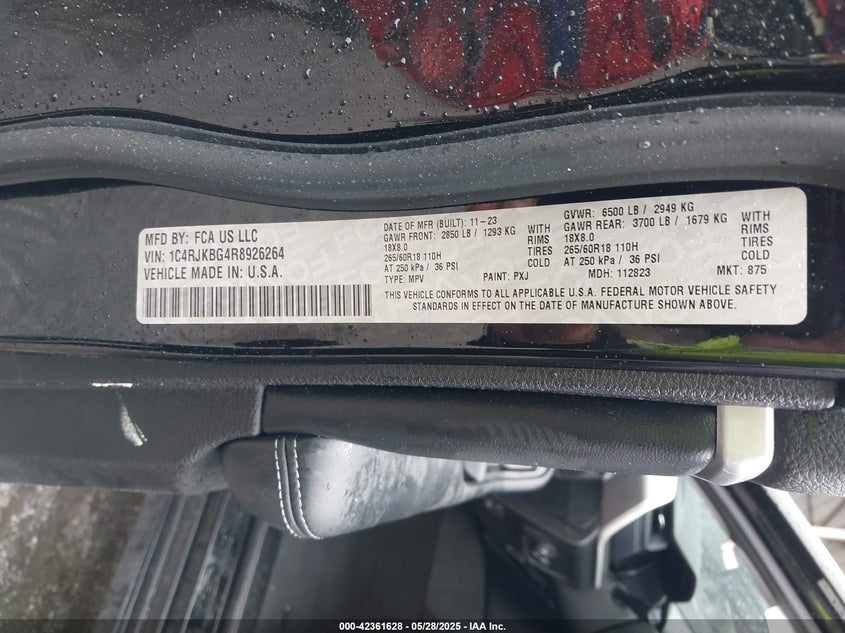 MFD BY: FCA US LLC
VIN: 1C4RJKBG4R8926264
VEHICLE MADE IN U.S.A.
DATE OF MFR (BUILT): 11-23
GAWR FRONT: 2850 LB / 1293 KG WITH
18X8.0 RIMS
265/60R18 110H TIRES
AT 250 kPa / 36 PSI COLD
TYPE: MPV PAINT: PXJ
GVWR: 6500 LB / 2949 KG
GAWR REAR: 3700 LB / 1679 KG WITH
18X8.0 RIMS
265/60R18 110H TIRES
AT 250 kPa / 36 PSI COLD
MDH: 112823 MKT: 875
THIS VEHICLE CONFORMS TO ALL APPLICABLE U.S.A. FEDERAL MOTOR VEHICLE SAFETY
STANDARDS IN EFFECT ON THE DATE OF MANUFACTURE SHOWN ABOVE.
000-42361628 - 05/28/2025 - IAA Inc.